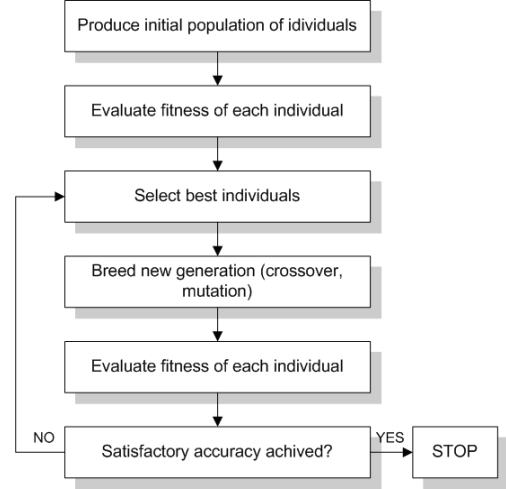 Produce initial population of idividuals
Evaluate fitness of each individual
Select best individuals
Breed new generation (crossover,
mutation)
Evaluate fitness of each individual
NO
Satisfactory accuracy achived?
YES
STOP